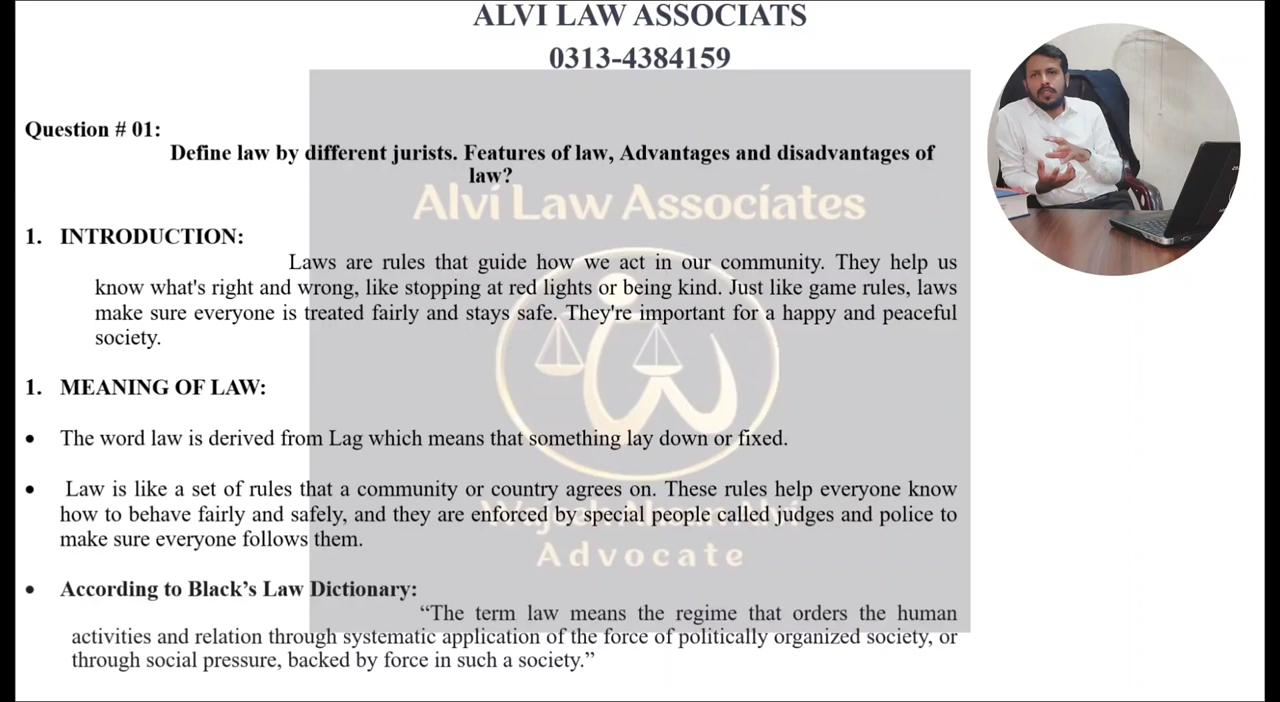 ALVI LAW ASSOCIATS
0313-4384159
Question # 01:
Define law by different jurists. Features of law, Advantages and disadvantages of
law?
Alvi Law Associates
1. INTRODUCTION:
Laws are rules that guide how we act in our community. They help us
know what's right and wrong, like stopping at red lights or being kind. Just like game rules, laws
make sure everyone is treated fairly and stays safe. They're important for a happy and peaceful
society.
1. MEANING OF LAW:
• The word law is derived from Lag which means that something lay down or fixed.
• Law is like a set of rules that a community or country agrees on. These rules help everyone know
how to behave fairly and safely, and they are enforced by special people called judges and police to
make sure everyone follows them.
Advocate
• According to Black’s Law Dictionary:
“The term law means the regime that orders the human
activities and relation through systematic application of the force of politically organized society, or
through social pressure, backed by force in such a society.”